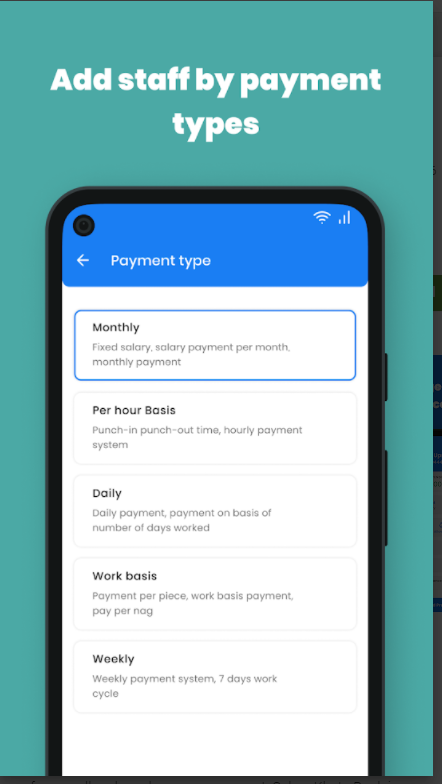 Add staff by payment
types
Payment type
Monthly
Fixed salary, salary payment per month,
monthly payment
Per hour Basis
Punch-in punch-out time, hourly payment
system
Daily
Daily payment, payment on basis of
number of days worked
Work basis
Payment per piece, work basis payment,
pay per nag
Weekly
Weekly payment system, 7 days work
cycle